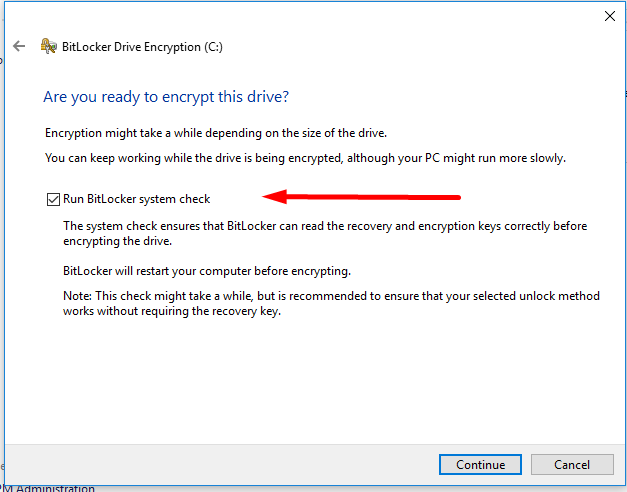 BitLocker Drive Encryption (C:)
Are you ready to encrypt this drive?
Encryption might take a while depending on the size of the drive.
You can keep working while the drive is being encrypted, although your PC might run more slowly.
Run BitLocker system check
The system check ensures that BitLocker can read the recovery and encryption keys correctly before
encrypting the drive.
BitLocker will restart your computer before encrypting.
Note: This check might take a while, but is recommended to ensure that your selected unlock method
works without requiring the recovery key.
Continue Cancel
Administration